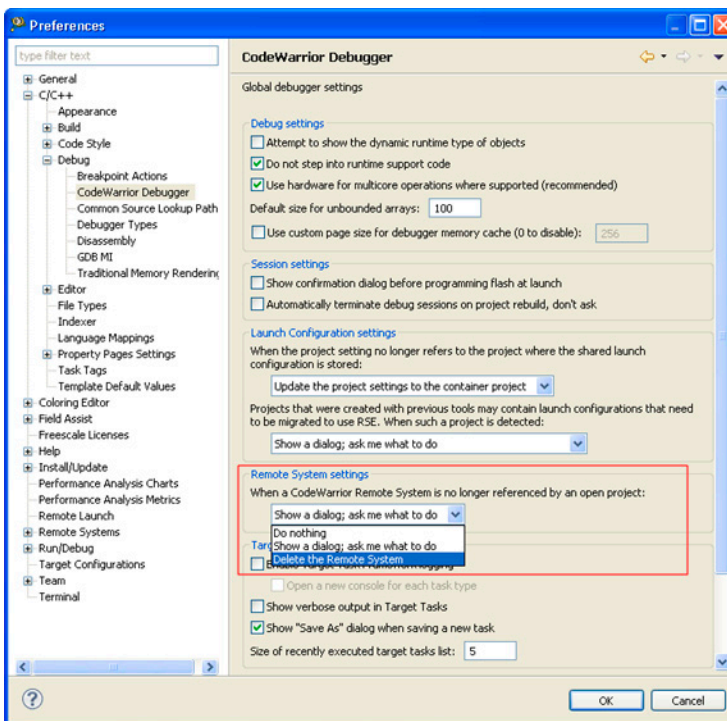 Preferences
type filter text
General
C/C++
Appearance
Build
Code Style
Debug
Breakpoint Actions
CodeWarrior Debugger
Common Source Lookup Path
Debugger Types
Disassembly
GDB MI
Traditional Memory Rendering
Editor
File Types
Indexer
Language Mappings
Property Pages Settings
Task Tags
Template Default Values
Coloring Editor
Field Assist
Freescale Licenses
Help
Install/Update
Performance Analysis Charts
Performance Analysis Metrics
Remote Launch
Remote Systems
Run/Debug
Target Configurations
Team
Terminal
CodeWarrior Debugger
Global debugger settings
Debug settings
Attempt to show the dynamic runtime type of objects
Do not step into runtime support code
Use hardware for multicore operations where supported (recommended)
Default size for unbounded arrays: 100
Use custom page size for debugger memory cache (0 to disable): 256
Session settings
Show confirmation dialog before programming flash at launch
Automatically terminate debug sessions on project rebuild, don't ask
Launch Configuration settings
When the project setting no longer refers to the project where the shared launch
configuration is stored:
Update the project settings to the container project
Projects that were created with previous tools may contain launch configurations that need
to be migrated to use RSE. When such a project is detected:
Show a dialog; ask me what to do
Remote System settings
When a CodeWarrior Remote System is no longer referenced by an open project:
Show a dialog; ask me what to do
Do nothing
Show a dialog; ask me what to do
Delete the Remote System
Open a new console for each task type
Show verbose output in Target Tasks
Show "Save As" dialog when saving a new task
Size of recently executed target tasks list: 5
OK
Cancel